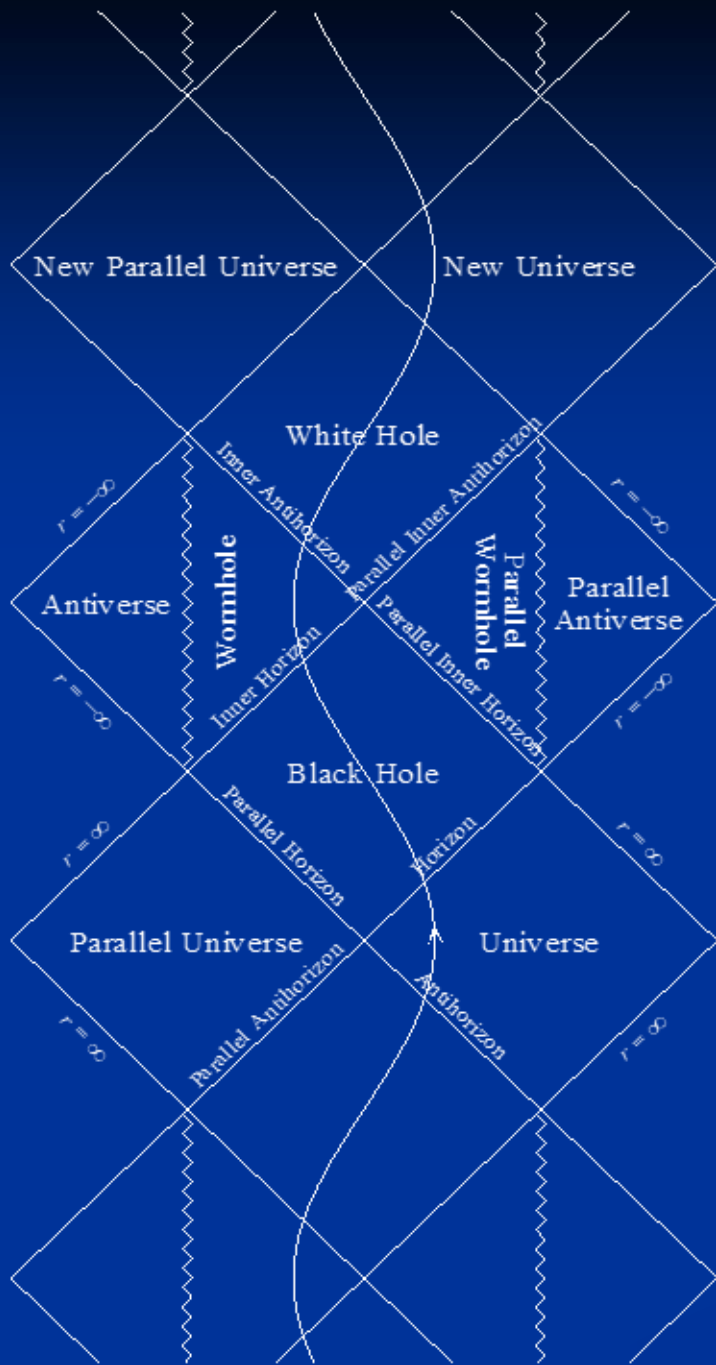 New Parallel Universe
New Universe
White Hole
Inner Antihorizon
Parallel Inner Antihorizon
r = -∞
r = -∞
Antiverse
Wormhole
Parallel
Wormhole
Parallel
Antiverse
Inner Horizon
Parallel Inner Horizon
r = -∞
r = -∞
Black Hole
Parallel Horizon
Horizon
r = ∞
r = ∞
Parallel Universe
Universe
Parallel Antihorizon
Antihorizon
r = ∞
r = ∞